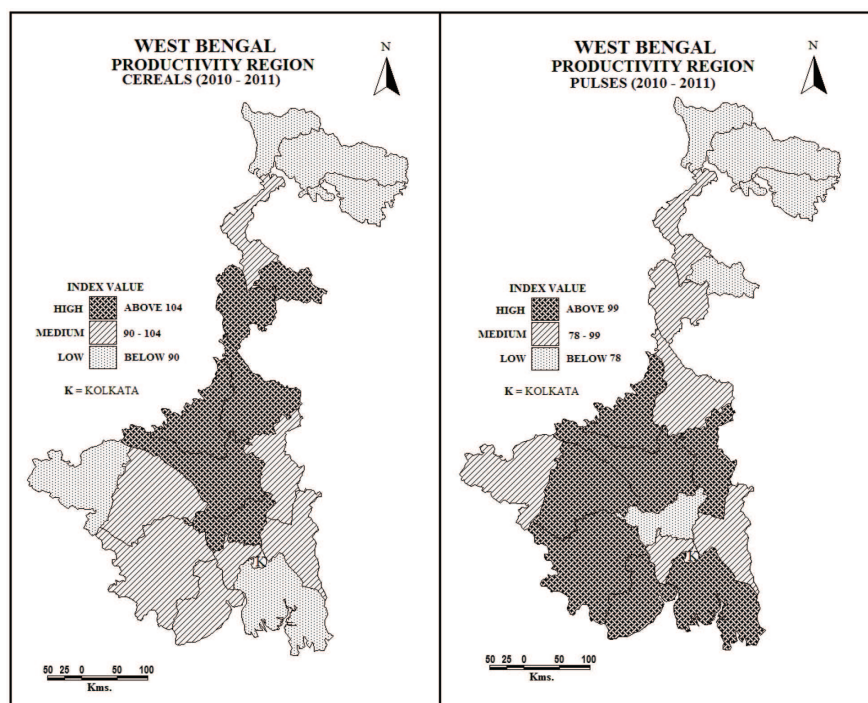 WEST BENGAL
PRODUCTIVITY REGION
CEREALS (2010 - 2011)
N
INDEX VALUE
HIGH ABOVE 104
MEDIUM 90 - 104
LOW BELOW 90
K = KOLKATA
K
50 25 0 50 100
Kms.
WEST BENGAL
PRODUCTIVITY REGION
PULSES (2010 - 2011)
N
INDEX VALUE
HIGH ABOVE 99
MEDIUM 78 - 99
LOW BELOW 78
K = KOLKATA
K
50 25 0 50 100
Kms.